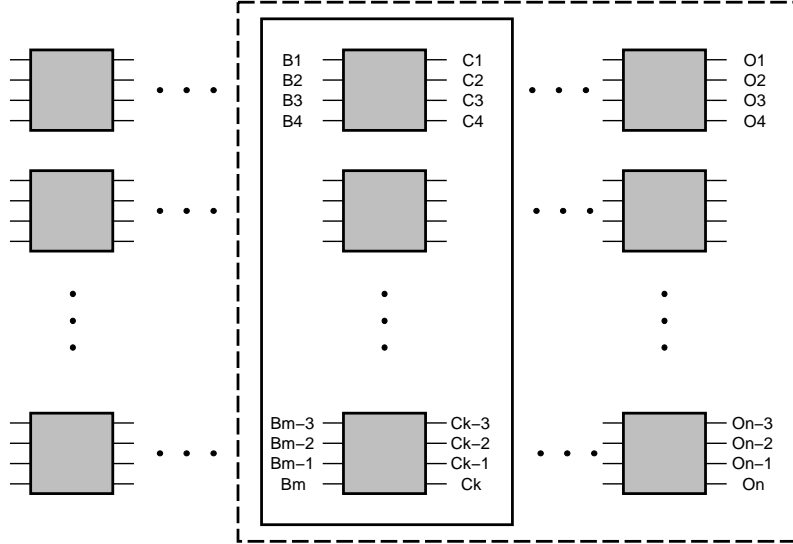 B1 C1 O1
B2 C2 O2
B3 C3 O3
B4 C4 O4
Bm−3 Ck−3 On−3
Bm−2 Ck−2 On−2
Bm−1 Ck−1 On−1
Bm Ck On